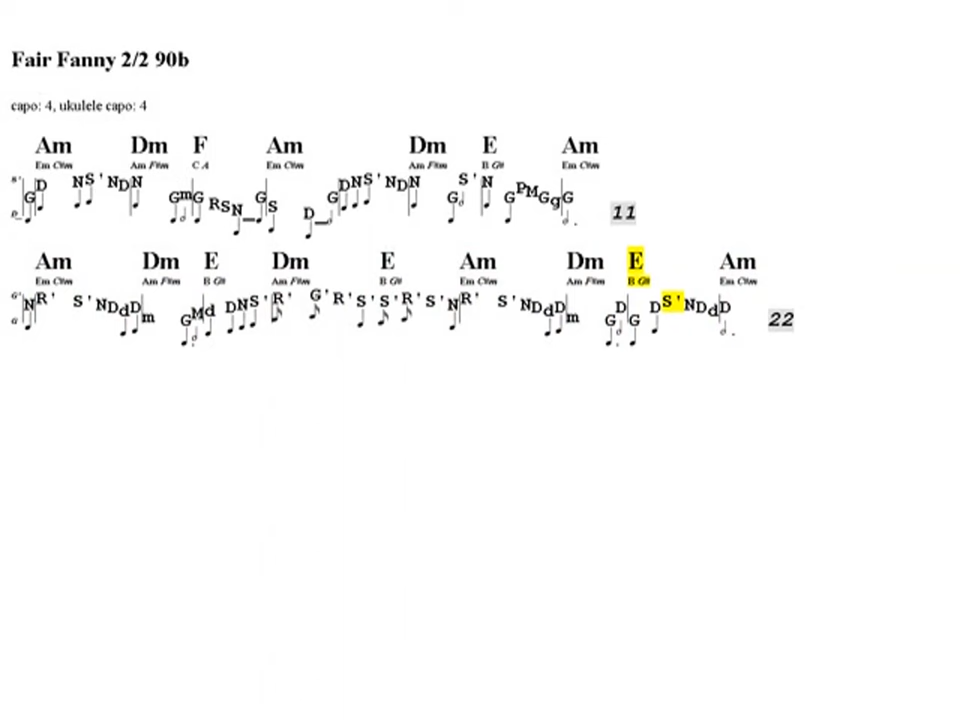 Fair Fanny 2/2 90b
capo: 4, ukulele capo: 4
Am Dm F Am Dm E Am
Em C#m Am F#m C A Em C#m Am F#m B G# Em C#m
G D N S ' N D N G m G R S N _ G S D _ G D N S ' N D N G S ' N G P M G g G 11
Am Dm E Dm E Am Dm E Am
Em C#m Am F#m B G# Am F#m B G# Em C#m Am F#m B G# Em C#m
N R ' S ' N D d D m G M d D N S ' R ' G ' R ' S ' S ' R ' S ' N R ' S ' N D d D m G D G D S ' N D d D 22